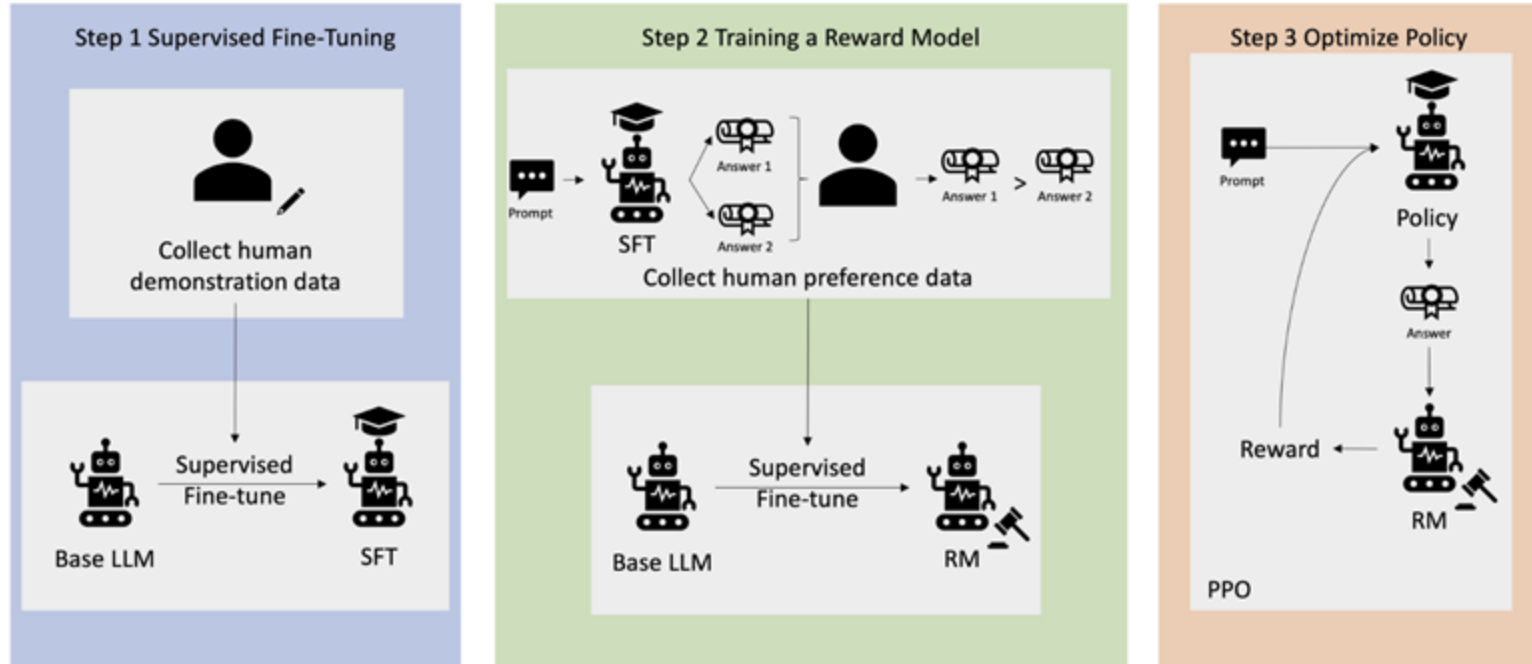 Step 1 Supervised Fine-Tuning
Collect human
demonstration data
Supervised
Fine-tune
Base LLM
SFT
Step 2 Training a Reward Model
Prompt
SFT
Answer 1
Answer 2
Answer 1
>
Answer 2
Collect human preference data
Supervised
Fine-tune
Base LLM
RM
Step 3 Optimize Policy
Prompt
Policy
Answer
Reward
RM
PPO